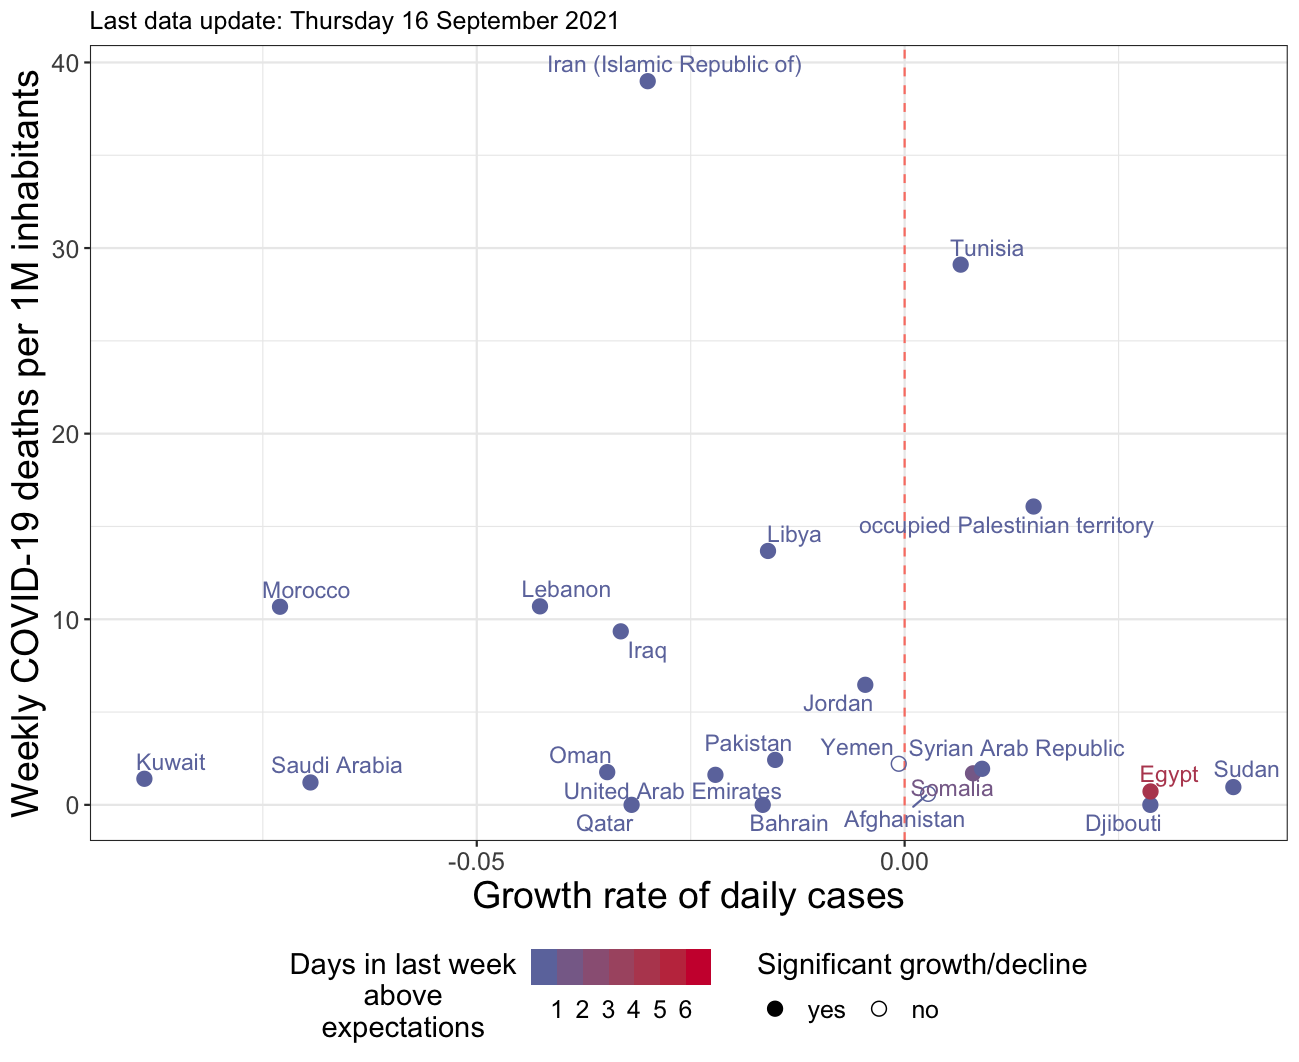 Last data update: Thursday 16 September 2021
Weekly COVID-19 deaths per 1M inhabitants
40
30
20
10
0
Iran (Islamic Republic of)
Tunisia
occupied Palestinian territory
Libya
Morocco
Lebanon
Iraq
Jordan
Kuwait
Saudi Arabia
Oman
Pakistan
Yemen
Syrian Arab Republic
Egypt
Sudan
United Arab Emirates
Somalia
Qatar
Bahrain
Afghanistan
Djibouti
-0.05
0.00
Growth rate of daily cases
Days in last week
above
expectations
1 2 3 4 5 6
Significant growth/decline
yes
no